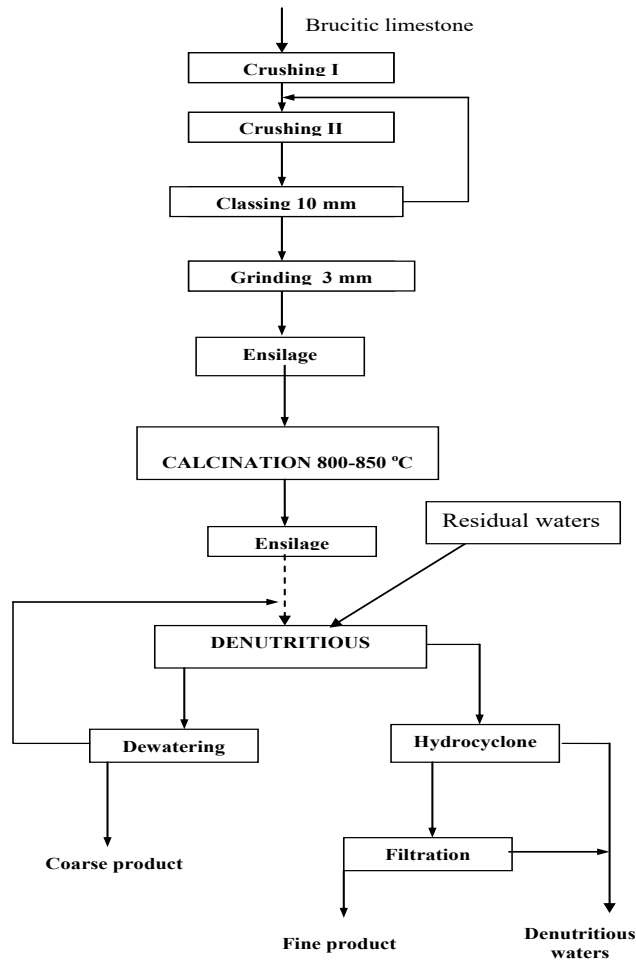 Brucitic limestone
Crushing I
Crushing II
Classing 10 mm
Grinding 3 mm
Ensilage
CALCINATION 800-850 ºC
Ensilage
Residual waters
DENUTRITIOUS
Dewatering
Hydrocyclone
Coarse product
Filtration
Fine product
Denutritious
waters